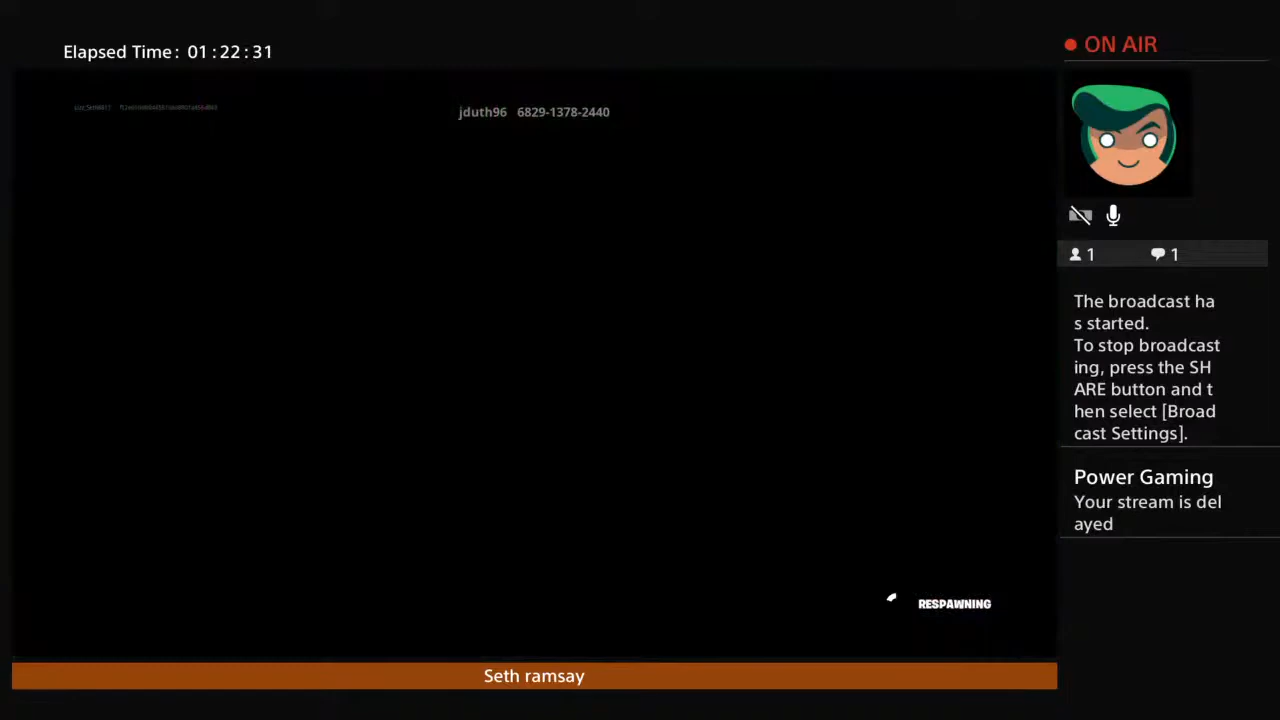 Elapsed Time: 01:22:31
ON AIR
jduth96 6829-1378-2440
1 1
The broadcast ha
s started.
To stop broadcast
ing, press the SH
ARE button and t
hen select [Broad
cast Settings].
Power Gaming
Your stream is del
ayed
RESPAWNING
Seth ramsay